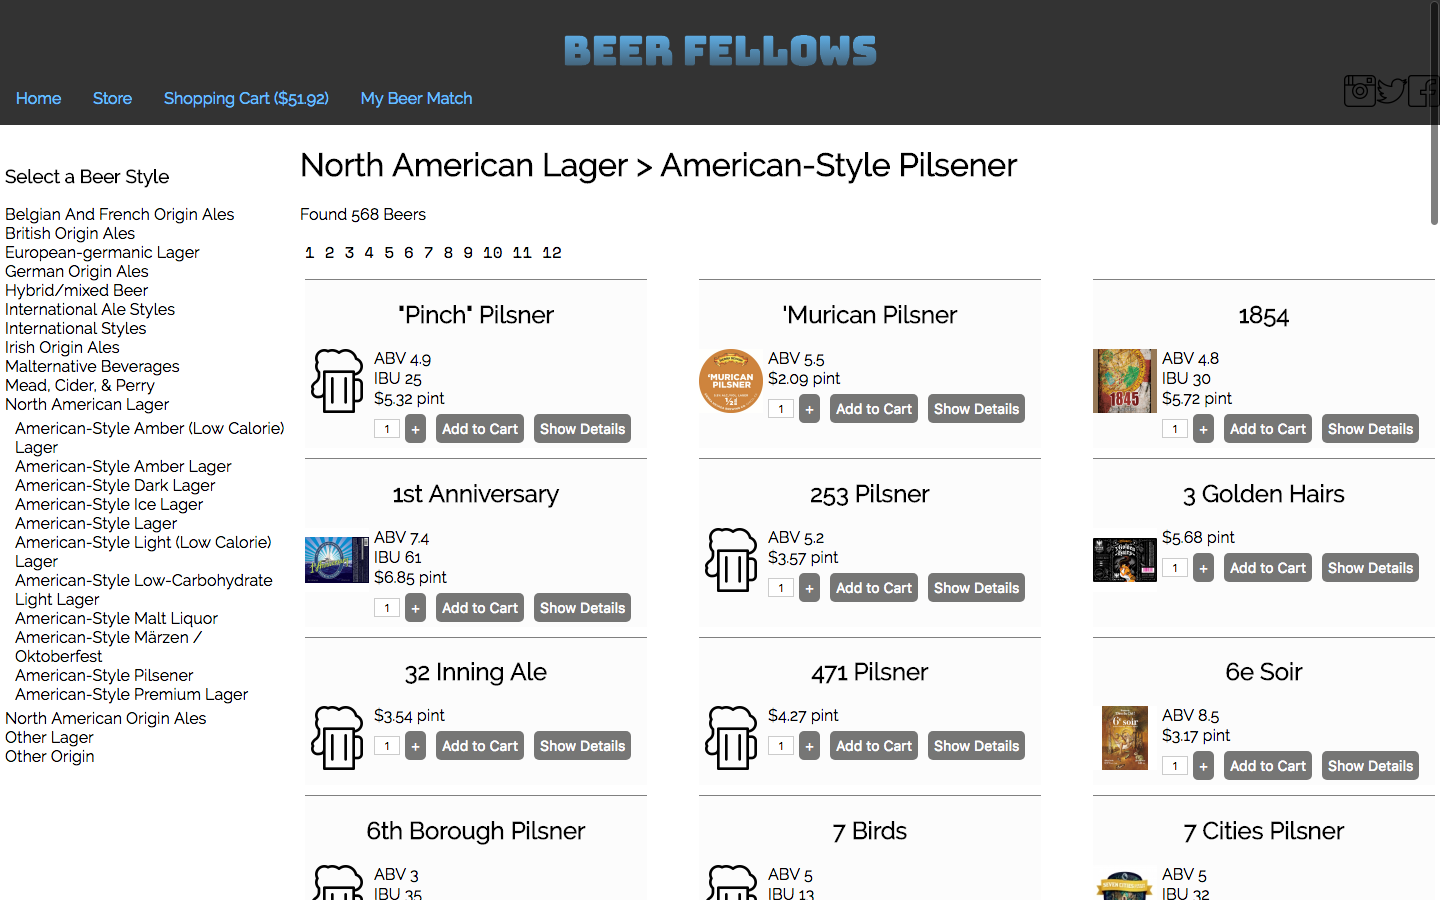 BEER FELLOWS
Home Store Shopping Cart ($51.92) My Beer Match
Select a Beer Style
Belgian And French Origin Ales
British Origin Ales
European-germanic Lager
German Origin Ales
Hybrid/mixed Beer
International Ale Styles
International Styles
Irish Origin Ales
Malternative Beverages
Mead, Cider, & Perry
North American Lager
American-Style Amber (Low Calorie)
Lager
American-Style Amber Lager
American-Style Dark Lager
American-Style Ice Lager
American-Style Lager
American-Style Light (Low Calorie)
Lager
American-Style Low-Carbohydrate
Light Lager
American-Style Malt Liquor
American-Style Märzen /
Oktoberfest
American-Style Pilsener
American-Style Premium Lager
North American Origin Ales
Other Lager
Other Origin
North American Lager > American-Style Pilsener
Found 568 Beers
1 2 3 4 5 6 7 8 9 10 11 12
"Pinch" Pilsner
ABV 4.9
IBU 25
$5.32 pint
1 + Add to Cart Show Details
'Murican Pilsner
'MURICAN
PILSNER
ABV 5.5
$2.09 pint
1 + Add to Cart Show Details
1854
1845
ABV 4.8
IBU 30
$5.72 pint
1 + Add to Cart Show Details
1st Anniversary
ABV 7.4
IBU 61
$6.85 pint
1 + Add to Cart Show Details
253 Pilsner
ABV 5.2
$3.57 pint
1 + Add to Cart Show Details
3 Golden Hairs
$5.68 pint
1 + Add to Cart Show Details
32 Inning Ale
$3.54 pint
1 + Add to Cart Show Details
471 Pilsner
$4.27 pint
1 + Add to Cart Show Details
6e Soir
6e soir
ABV 8.5
$3.17 pint
1 + Add to Cart Show Details
6th Borough Pilsner
ABV 3
IBU 35
7 Birds
ABV 5
IBU 13
7 Cities Pilsner
ABV 5
IBU 32